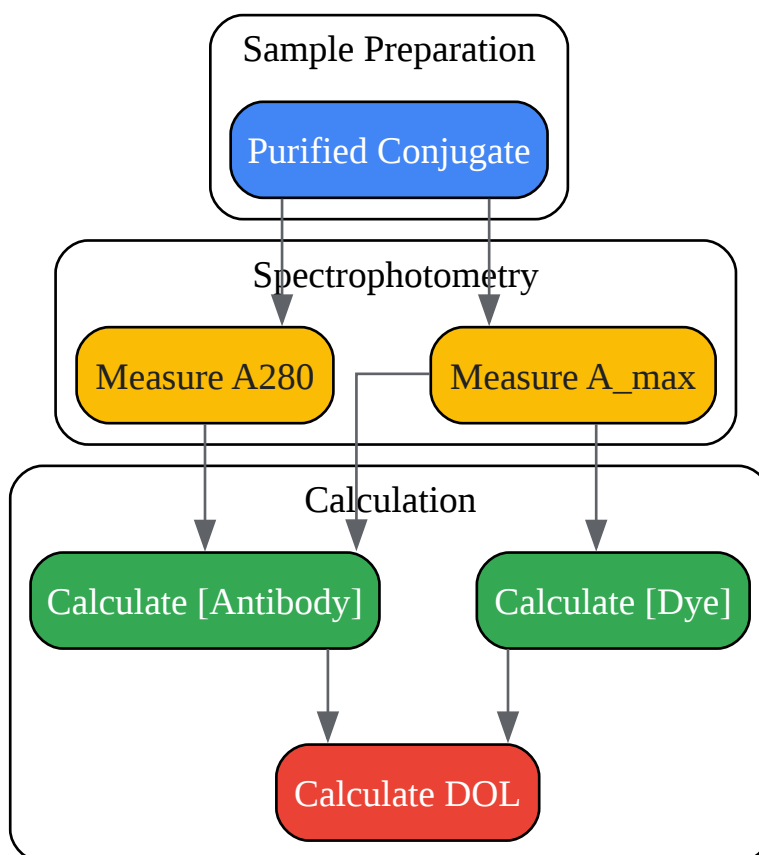 Sample Preparation
Purified Conjugate
Spectrophotometry
Measure A280
Measure A_max
Calculation
Calculate [Antibody]
Calculate [Dye]
Calculate DOL